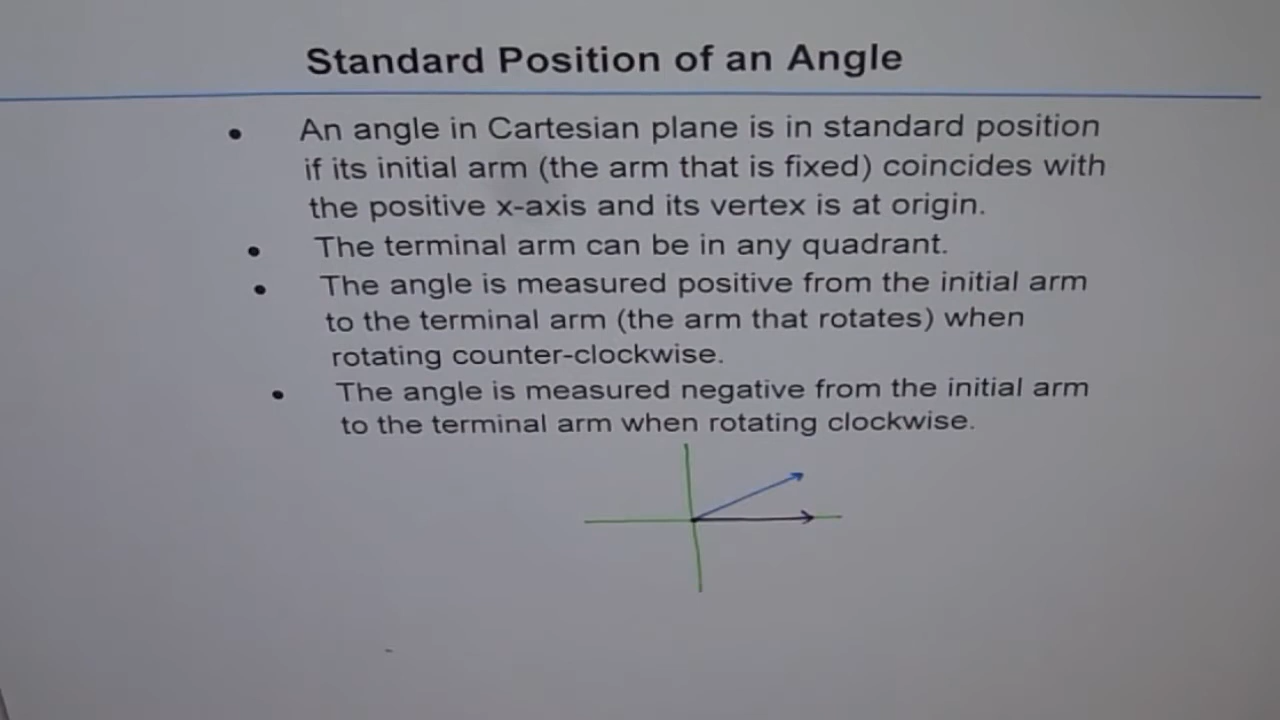 Standard Position of an Angle
• An angle in Cartesian plane is in standard position
if its initial arm (the arm that is fixed) coincides with
the positive x-axis and its vertex is at origin.
• The terminal arm can be in any quadrant.
• The angle is measured positive from the initial arm
to the terminal arm (the arm that rotates) when
rotating counter-clockwise.
• The angle is measured negative from the initial arm
to the terminal arm when rotating clockwise.